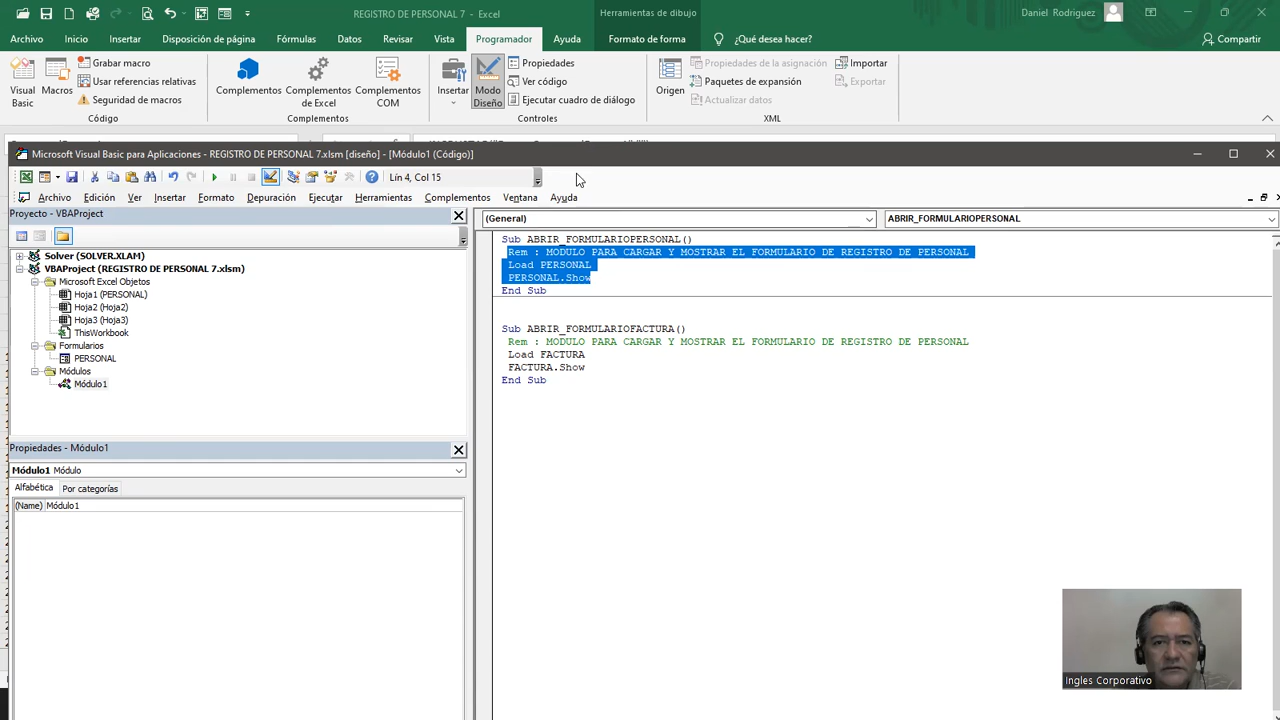 REGISTRO DE PERSONAL 7 - Excel
Herramientas de dibujo
Daniel Rodriguez
Archivo Inicio Insertar Disposición de página Fórmulas Datos Revisar Vista Programador Ayuda Formato de forma ¿Qué desea hacer? Compartir
Visual Basic
Macros
Grabar macro
Usar referencias relativas
Seguridad de macros
Código
Complementos
Complementos de Excel
Complementos COM
Complementos
Insertar
Modo Diseño
Propiedades
Ver código
Ejecutar cuadro de diálogo
Controles
Origen
Propiedades de la asignación
Paquetes de expansión
Actualizar datos
Importar
Exportar
XML
Microsoft Visual Basic para Aplicaciones - REGISTRO DE PERSONAL 7.xlsm [diseño] - [Módulo1 (Código)]
Lín 4, Col 15
Archivo Edición Ver Insertar Formato Depuración Ejecutar Herramientas Complementos Ventana Ayuda
Proyecto - VBAProject
Solver (SOLVER.XLAM)
VBAProject (REGISTRO DE PERSONAL 7.xlsm)
Microsoft Excel Objetos
Hoja1 (PERSONAL)
Hoja2 (Hoja2)
Hoja3 (Hoja3)
ThisWorkbook
Formularios
PERSONAL
Módulos
Módulo1
Propiedades - Módulo1
Módulo1 Módulo
Alfabética Por categorías
(Name) Módulo1
(General) ABRIR_FORMULARIOPERSONAL
Sub ABRIR_FORMULARIOPERSONAL()
Rem : MODULO PARA CARGAR Y MOSTRAR EL FORMULARIO DE REGISTRO DE PERSONAL
Load PERSONAL
PERSONAL.Show
End Sub
Sub ABRIR_FORMULARIOFACTURA()
Rem : MODULO PARA CARGAR Y MOSTRAR EL FORMULARIO DE REGISTRO DE PERSONAL
Load FACTURA
FACTURA.Show
End Sub
Ingles Corporativo